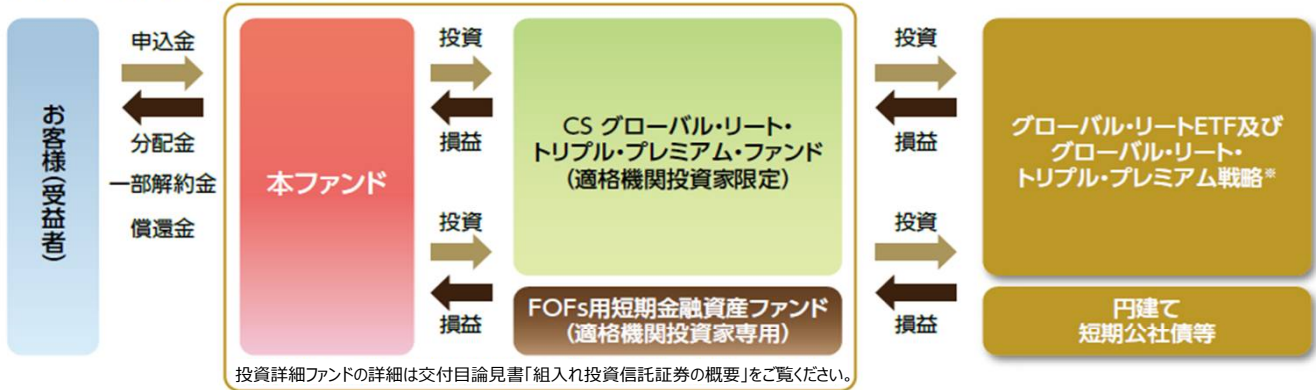 お客様(受益者)
申込金
分配金
一部解約金
償還金
本ファンド
投資
損益
投資
損益
CS グローバル・リート・
トリプル・プレミアム・ファンド
(適格機関投資家限定)
FOFs用短期金融資産ファンド
(適格機関投資家専用)
投資
損益
投資
損益
グローバル・リートETF及び
グローバル・リート・
トリプル・プレミアム戦略※
円建て
短期公社債等
投資詳細ファンドの詳細は交付目論見書「組入れ投資信託証券の概要」をご覧ください。